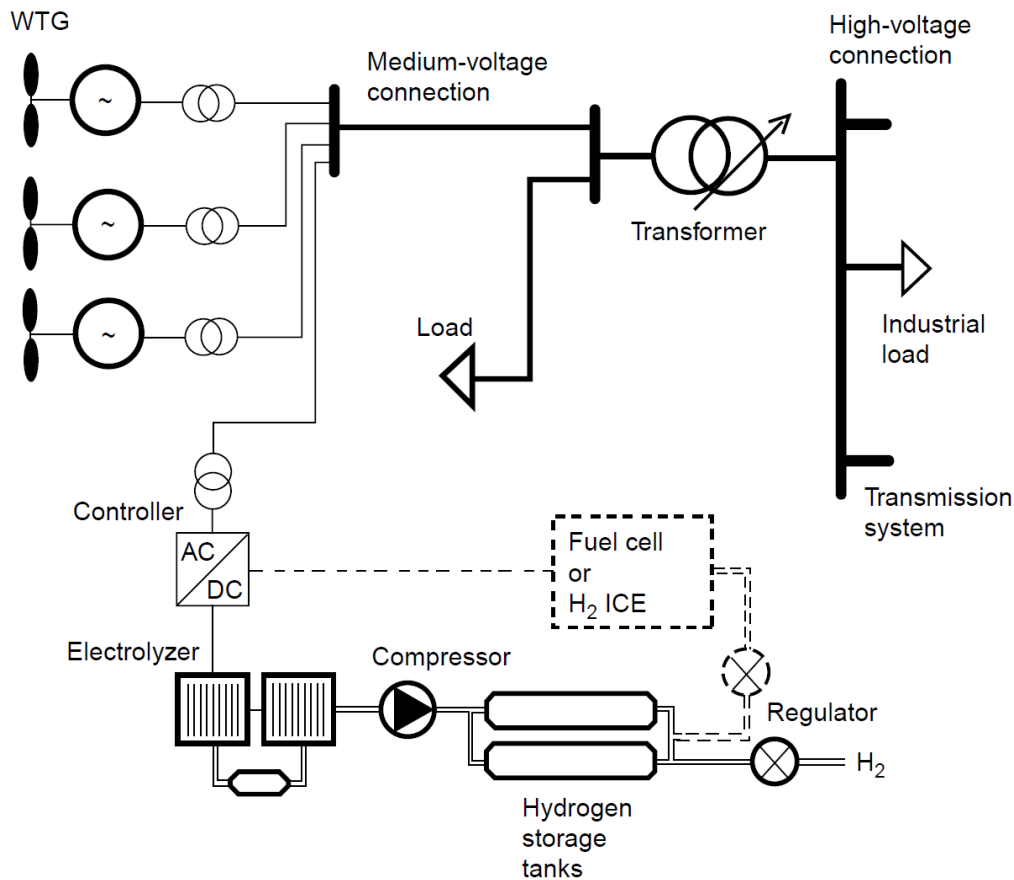 WTG
~
~
~
Medium-voltage
connection
High-voltage
connection
Transformer
Load
Industrial
load
Transmission
system
Controller
AC
DC
Fuel cell
or
H₂ ICE
Electrolyzer
Compressor
Regulator
H₂
Hydrogen
storage
tanks